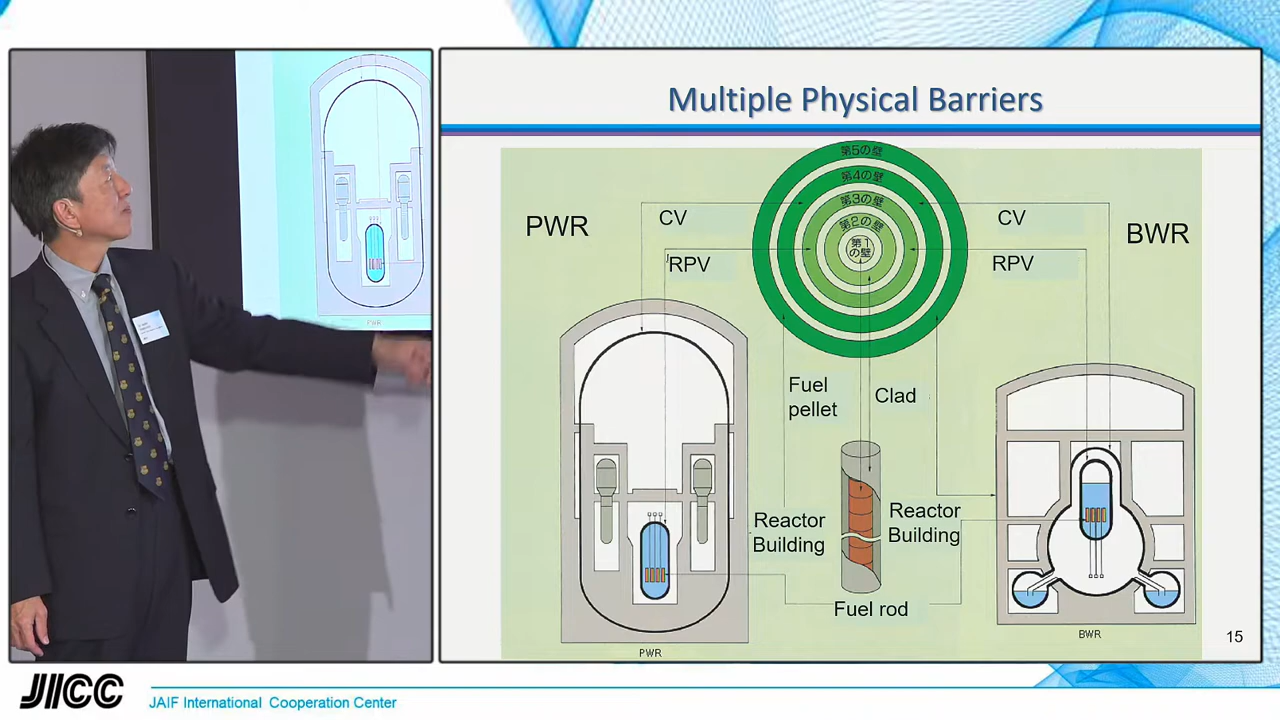 Multiple Physical Barriers
第5の壁
第4の壁
第3の壁
第2の壁
第1
の壁
PWR
CV
RPV
CV
RPV
BWR
Fuel
pellet
Clad
Reactor
Building
Reactor
Building
Fuel rod
PWR
BWR
15
PWR
JICC
JAIF International Cooperation Center